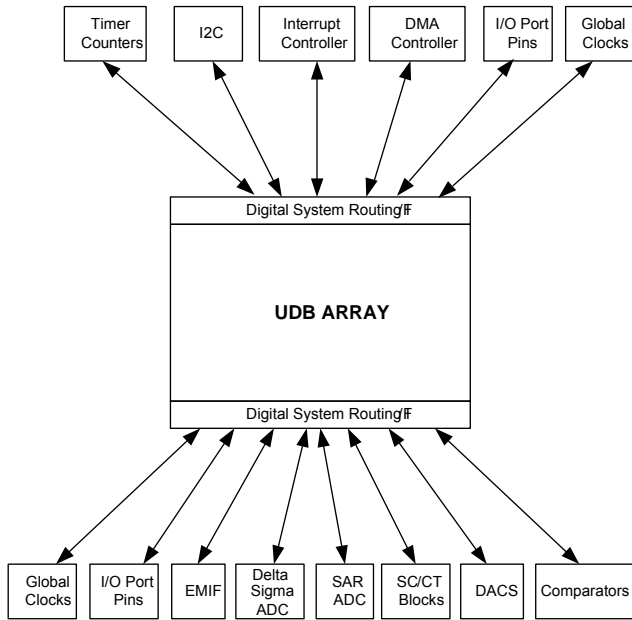 Timer
Counters
I2C
Interrupt
Controller
DMA
Controller
I/O Port
Pins
Global
Clocks
Digital System Routing I/F
UDB ARRAY
Digital System Routing I/F
Global
Clocks
I/O Port
Pins
EMIF
Delta
Sigma
ADC
SAR
ADC
SC/CT
Blocks
DACS
Comparators